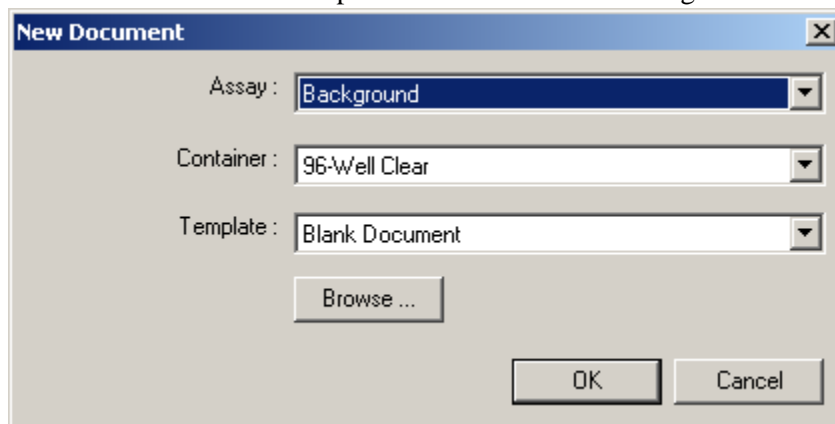 New Document
Assay : Background
Container : 96-Well Clear
Template : Blank Document
Browse ...
OK Cancel